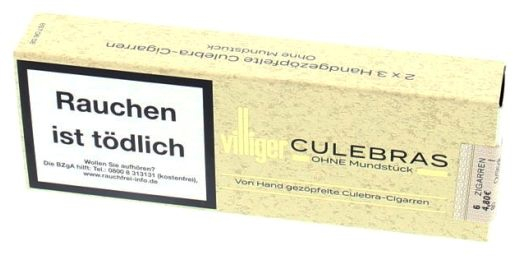 2 x 3 Handgezöpfelte Culebra-Cigarren
Ohne Mundstück
Rauchen
ist tödlich
Wollen Sie aufhören?
Die BZgA hilft: Tel.: 0800 8 313131 (kostenfrei),
www.rauchfrei-info.de
villiger
CULEBRAS
OHNE Mundstück
Von Hand gezöpfelte Culebra-Cigarren
6 ZIGARREN
4,80€